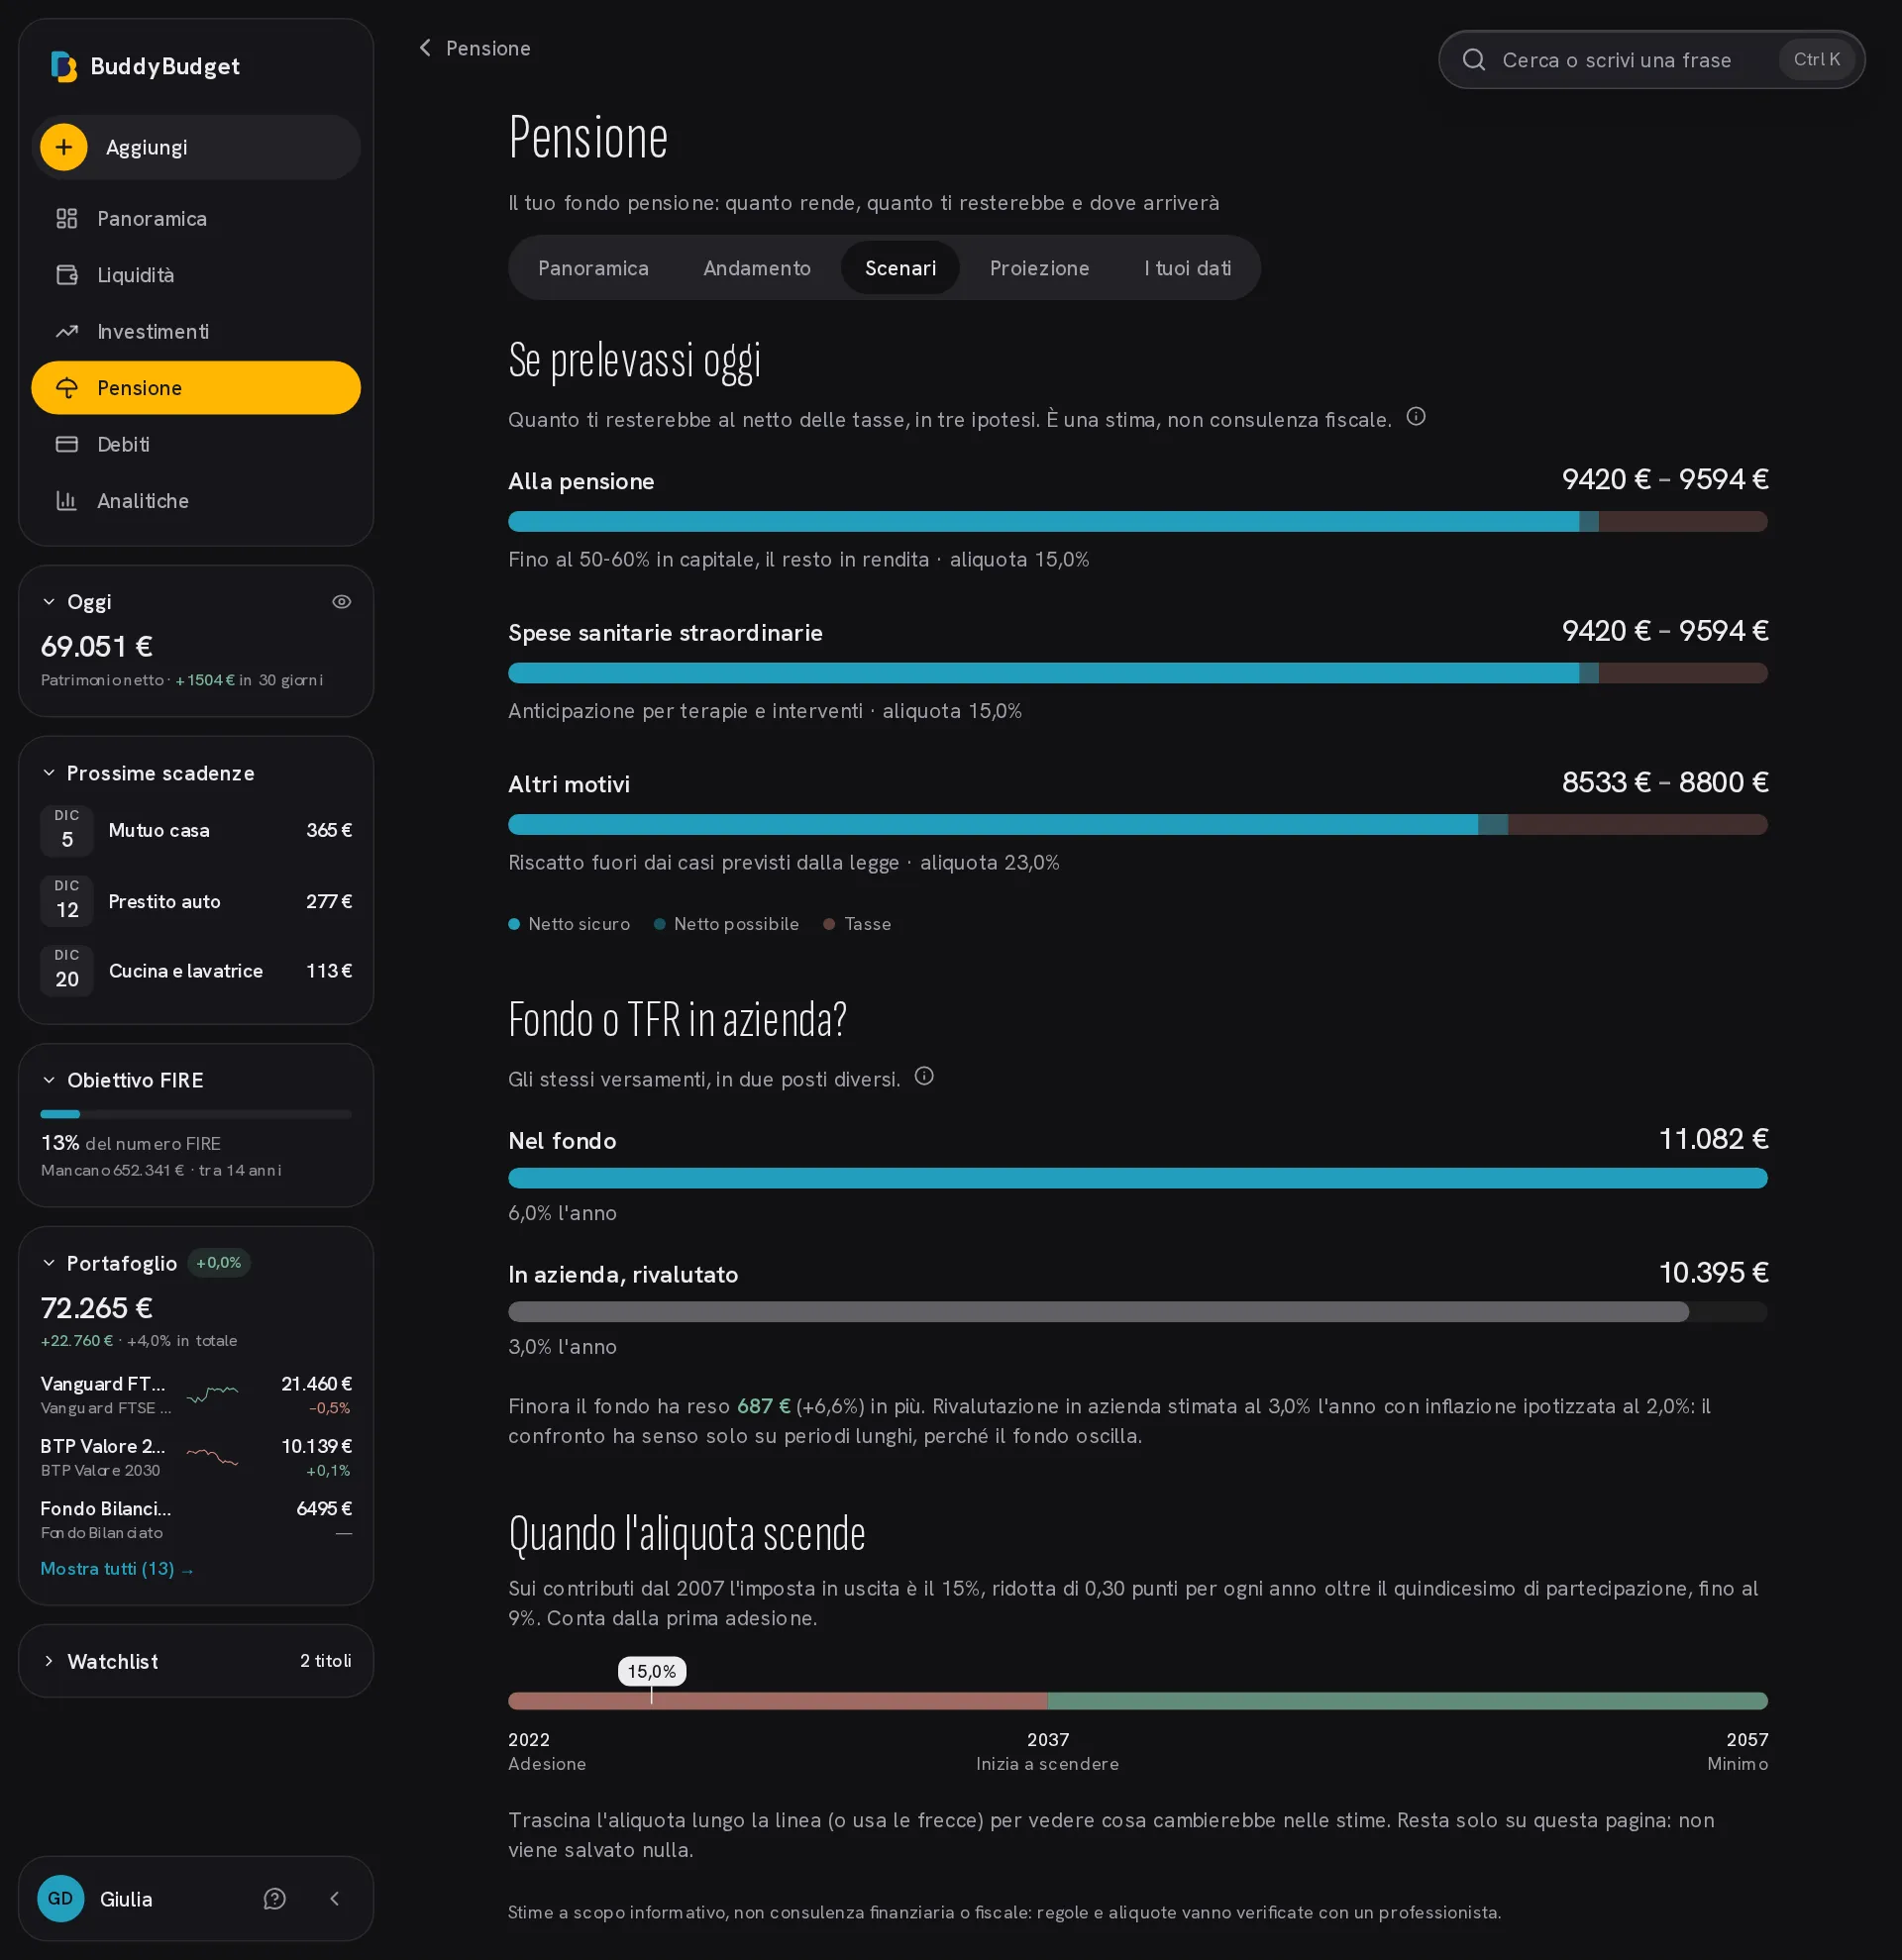 BuddyBudget
Aggiungi
Panoramica
Liquidità
Investimenti
Pensione
Debiti
Analitiche
Oggi
69.051 €
Patrimonio netto · +1504 € in 30 giorni
Prossime scadenze
DIC
5
Mutuo casa
365 €
DIC
12
Prestito auto
277 €
DIC
20
Cucina e lavatrice
113 €
Obiettivo FIRE
13% del numero FIRE
Mancano 652.341 € · tra 14 anni
Portafoglio
+0,0%
72.265 €
+22.760 € · +4,0% in totale
Vanguard FT...
21.460 €
Vanguard FTSE ...
−0,5%
BTP Valore 2...
10.139 €
BTP Valore 2030
+0,1%
Fondo Bilanci...
6495 €
Fondo Bilanciato
—
Mostra tutti (13) →
Watchlist
2 titoli
GD
Giulia
Pensione
Cerca o scrivi una frase
Ctrl K
Pensione
Il tuo fondo pensione: quanto rende, quanto ti resterebbe e dove arriverà
Panoramica
Andamento
Scenari
Proiezione
I tuoi dati
Se prelevassi oggi
Quanto ti resterebbe al netto delle tasse, in tre ipotesi. È una stima, non consulenza fiscale.
Alla pensione
9420 € – 9594 €
Fino al 50-60% in capitale, il resto in rendita · aliquota 15,0%
Spese sanitarie straordinarie
9420 € – 9594 €
Anticipazione per terapie e interventi · aliquota 15,0%
Altri motivi
8533 € – 8800 €
Riscatto fuori dai casi previsti dalla legge · aliquota 23,0%
Netto sicuro
Netto possibile
Tasse
Fondo o TFR in azienda?
Gli stessi versamenti, in due posti diversi.
Nel fondo
11.082 €
6,0% l'anno
In azienda, rivalutato
10.395 €
3,0% l'anno
Finora il fondo ha reso 687 € (+6,6%) in più. Rivalutazione in azienda stimata al 3,0% l'anno con inflazione ipotizzata al 2,0%: il
confronto ha senso solo su periodi lunghi, perché il fondo oscilla.
Quando l'aliquota scende
Sui contributi dal 2007 l'imposta in uscita è il 15%, ridotta di 0,30 punti per ogni anno oltre il quindicesimo di partecipazione, fino al
9%. Conta dalla prima adesione.
15,0%
2022
Adesione
2037
Inizia a scendere
2057
Minimo
Trascina l'aliquota lungo la linea (o usa le frecce) per vedere cosa cambierebbe nelle stime. Resta solo su questa pagina: non
viene salvato nulla.
Stime a scopo informativo, non consulenza finanziaria o fiscale: regole e aliquote vanno verificate con un professionista.